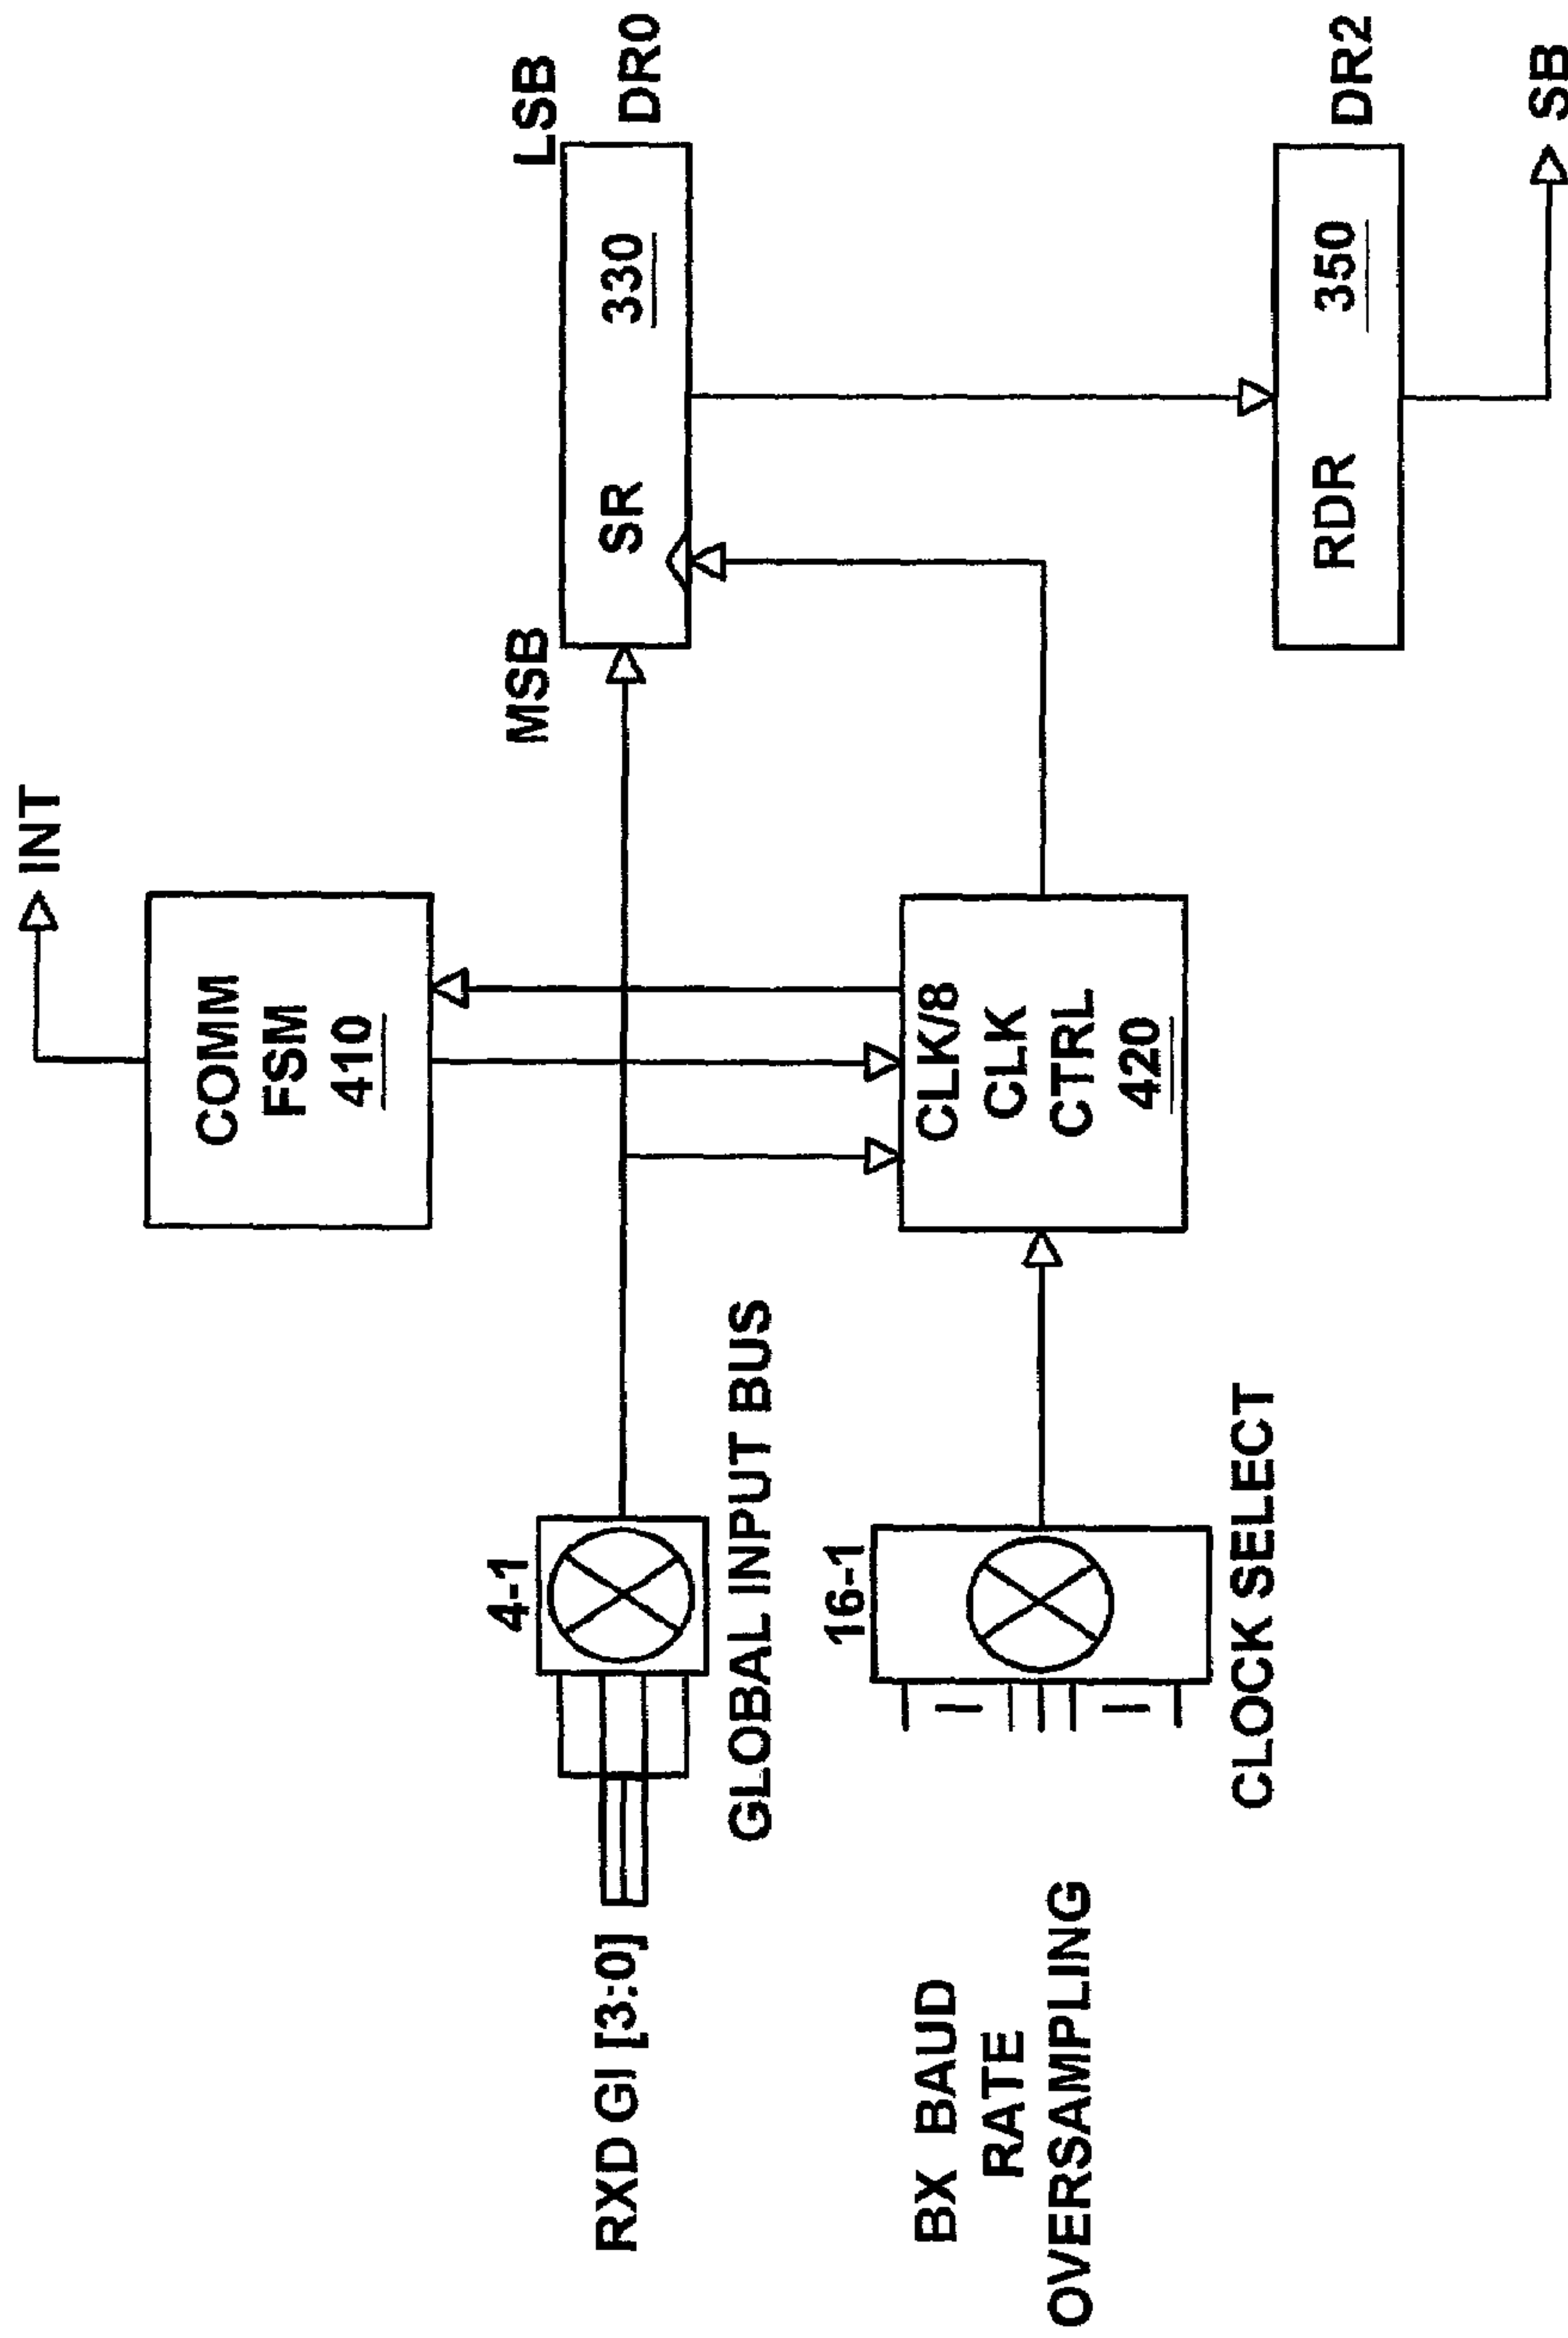 INT
COMM
FSM
410
MSB
LSB
SR 330
DR0
4-1
RXD GI [3:0]
GLOBAL INPUT BUS
16-1
BX BAUD
RATE
OVERSAMPLING
CLK/8
CLK
CTRL
420
CLOCK SELECT
RDR 350
DR2
SB